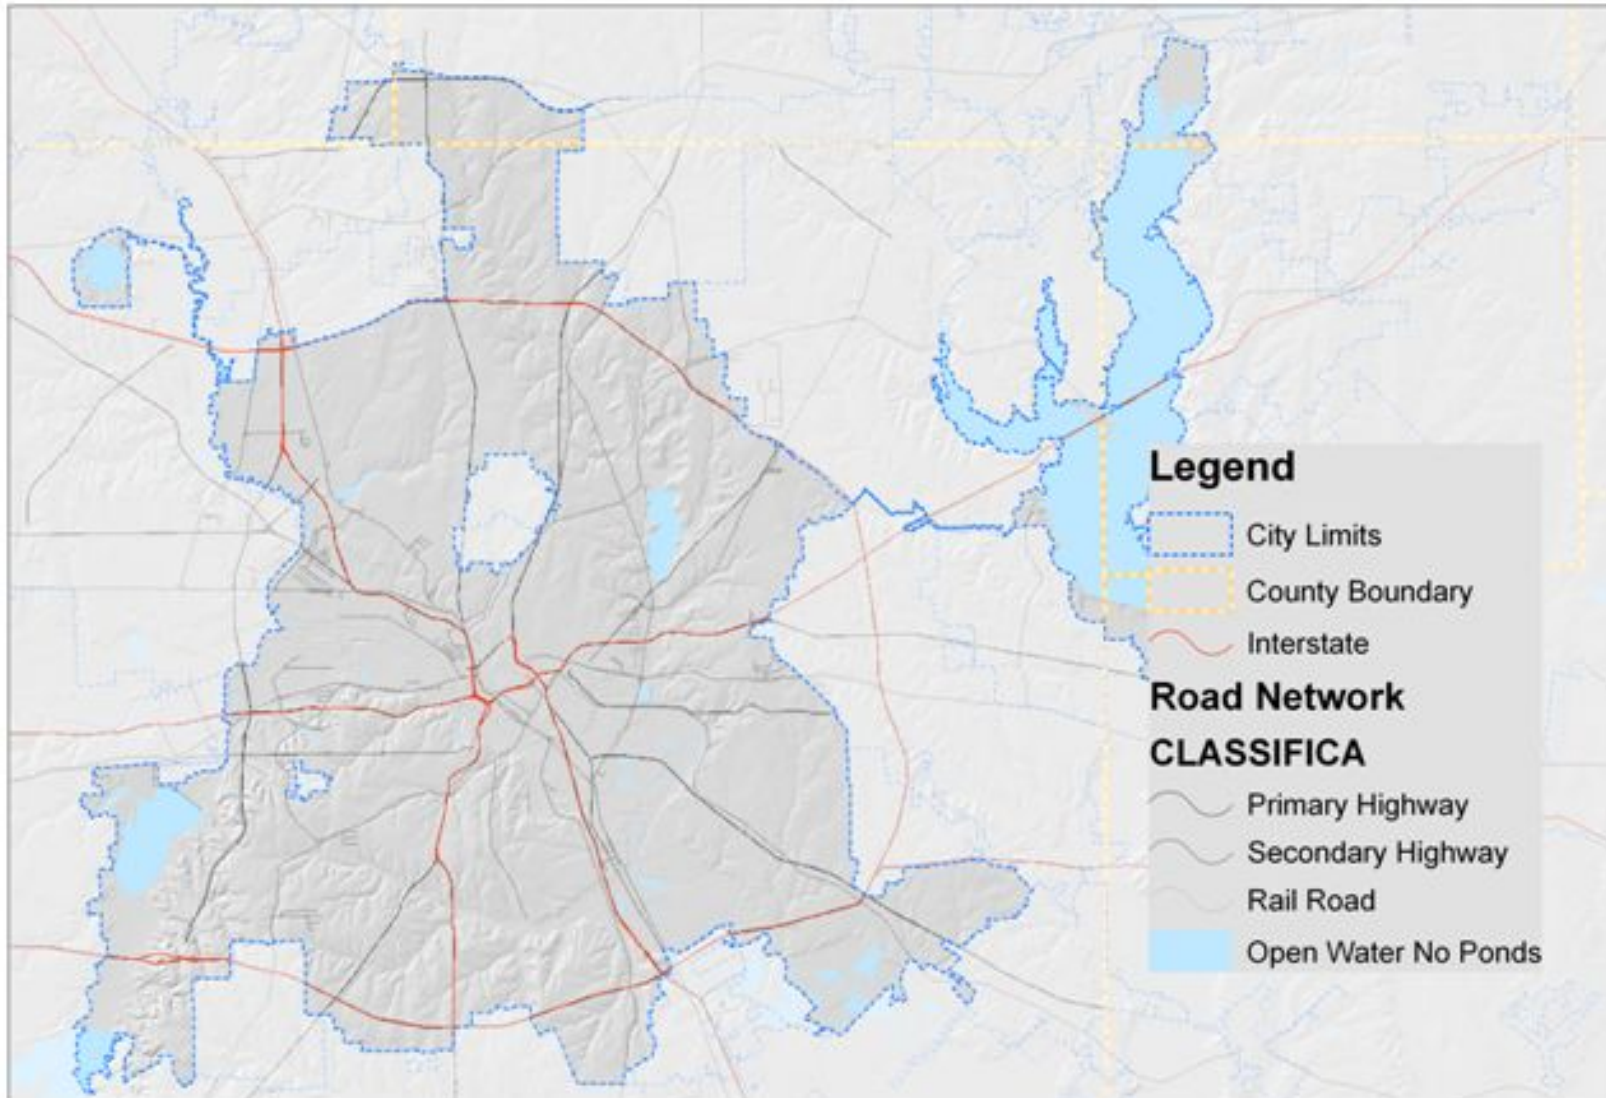 Legend
City Limits
County Boundary
Interstate
Road Network
CLASSIFICA
Primary Highway
Secondary Highway
Rail Road
Open Water No Ponds